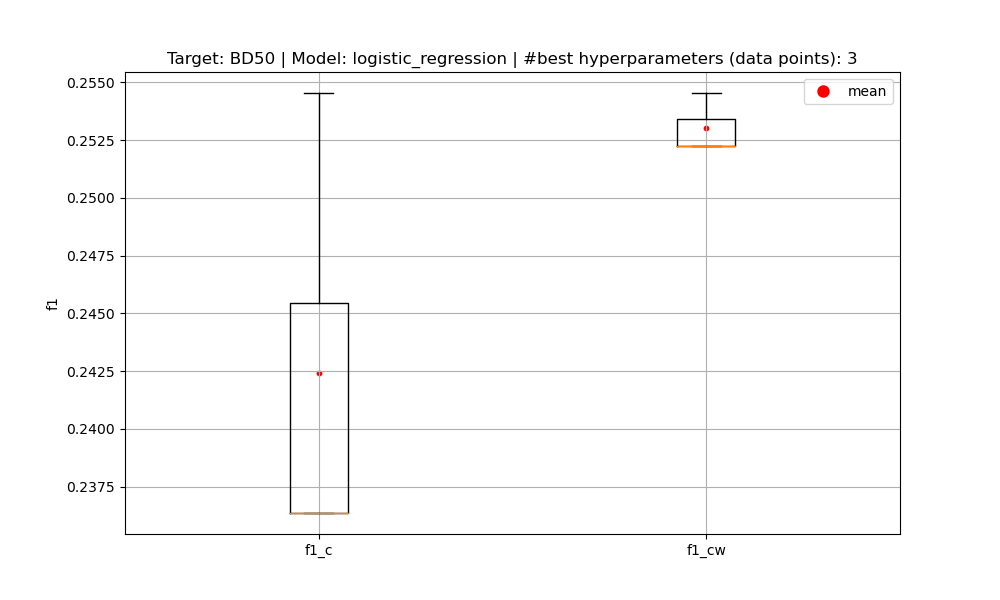 Target: BD50 | Model: logistic_regression | #best hyperparameters (data points): 3
mean
f1
0.2550
0.2525
0.2500
0.2475
0.2450
0.2425
0.2400
0.2375
f1_c
f1_cw